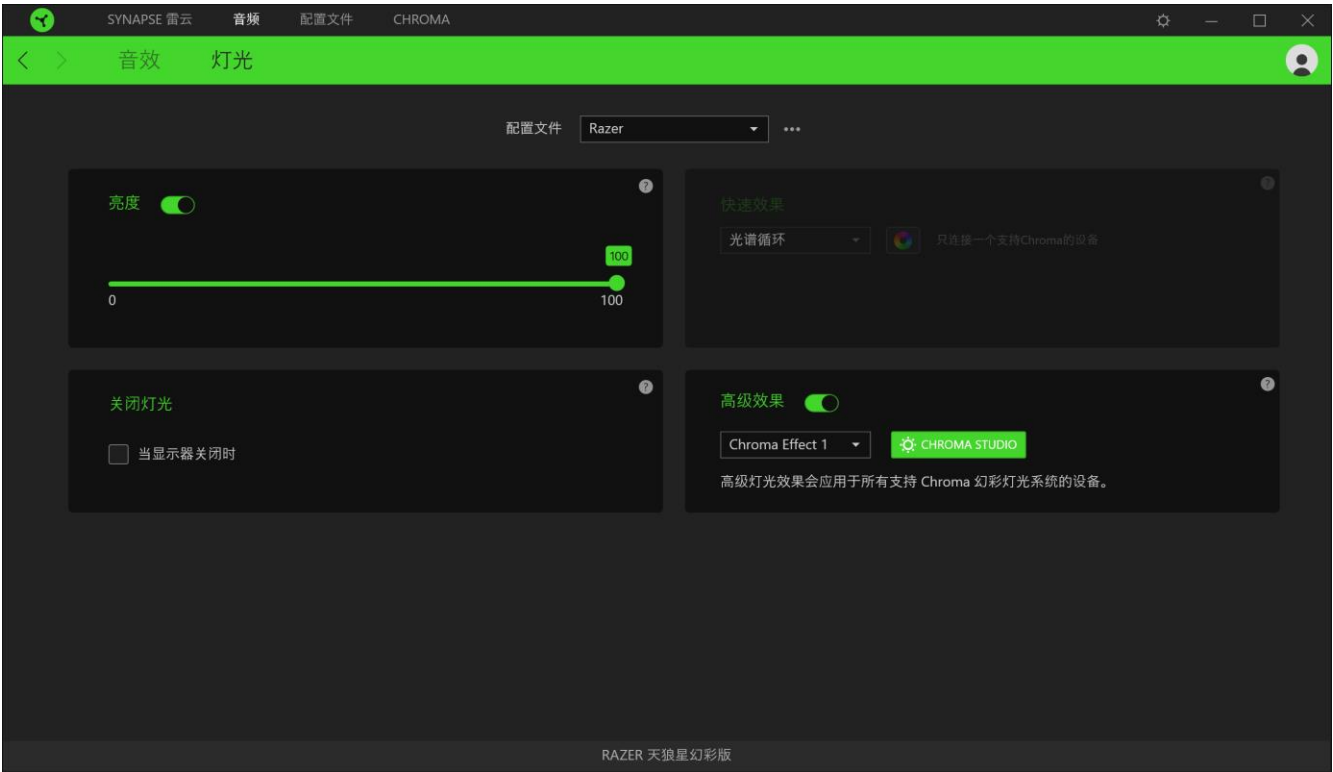 SYNAPSE 雷云 音频 配置文件 CHROMA
音效 灯光
配置文件 Razer
亮度
100
0 100
快速效果
光谱循环 只连接一个支持Chroma的设备
关闭灯光
当显示器关闭时
高级效果
Chroma Effect 1 CHROMA STUDIO
高级灯光效果会应用于所有支持 Chroma 幻彩灯光系统的设备。
RAZER 天狼星幻彩版